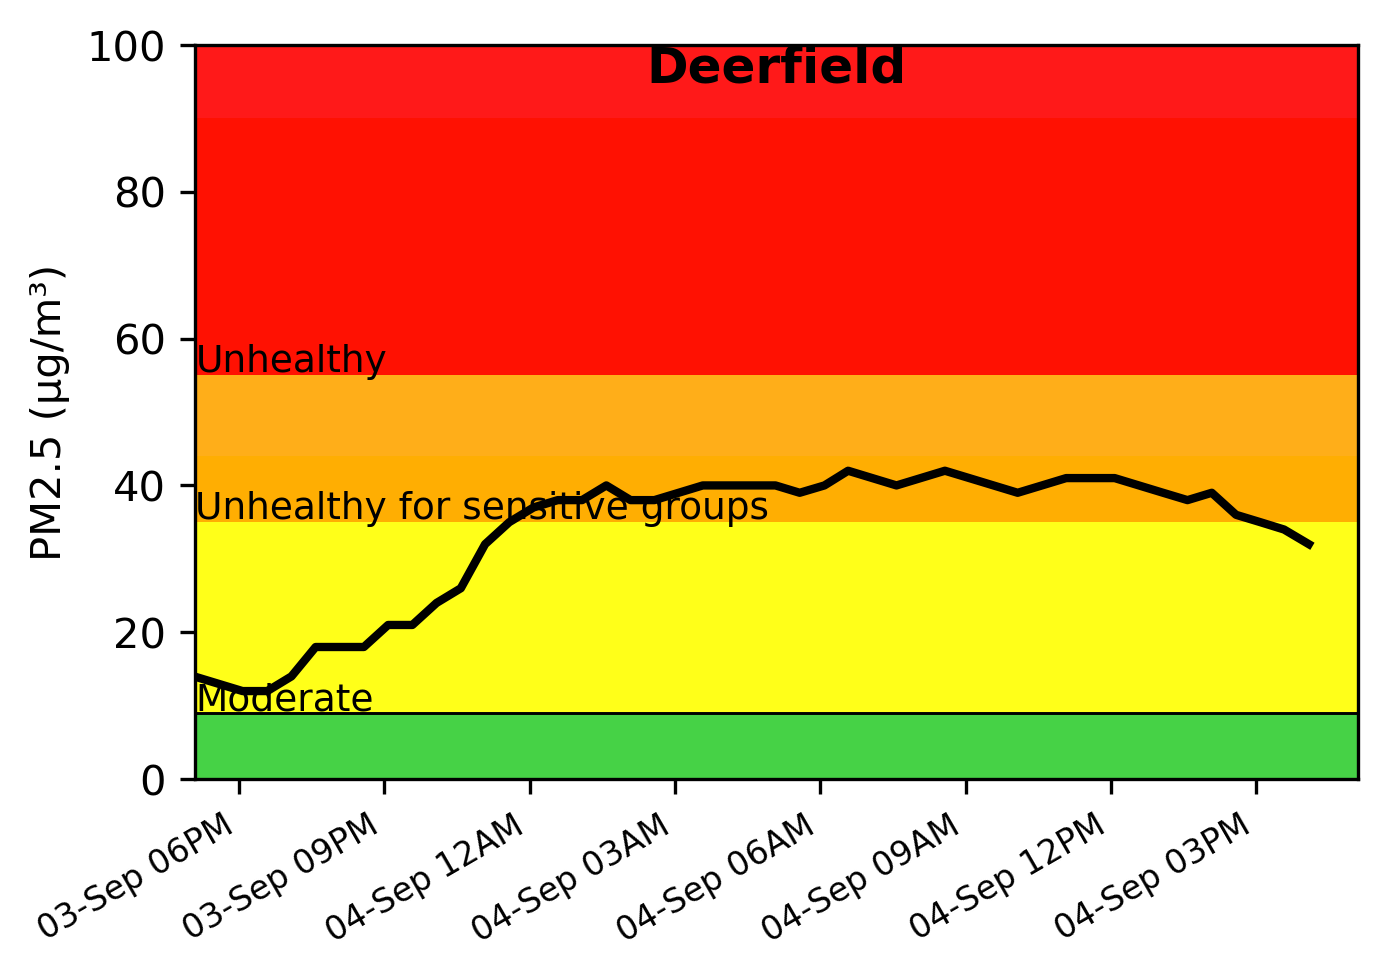 Deerfield
100
80
60
40
20
0
PM2.5 (µg/m³)
Unhealthy
Unhealthy for sensitive groups
Moderate
03-Sep 06PM
03-Sep 09PM
04-Sep 12AM
04-Sep 03AM
04-Sep 06AM
04-Sep 09AM
04-Sep 12PM
04-Sep 03PM